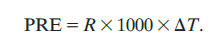 PRE = R × 1000 × ΔT.